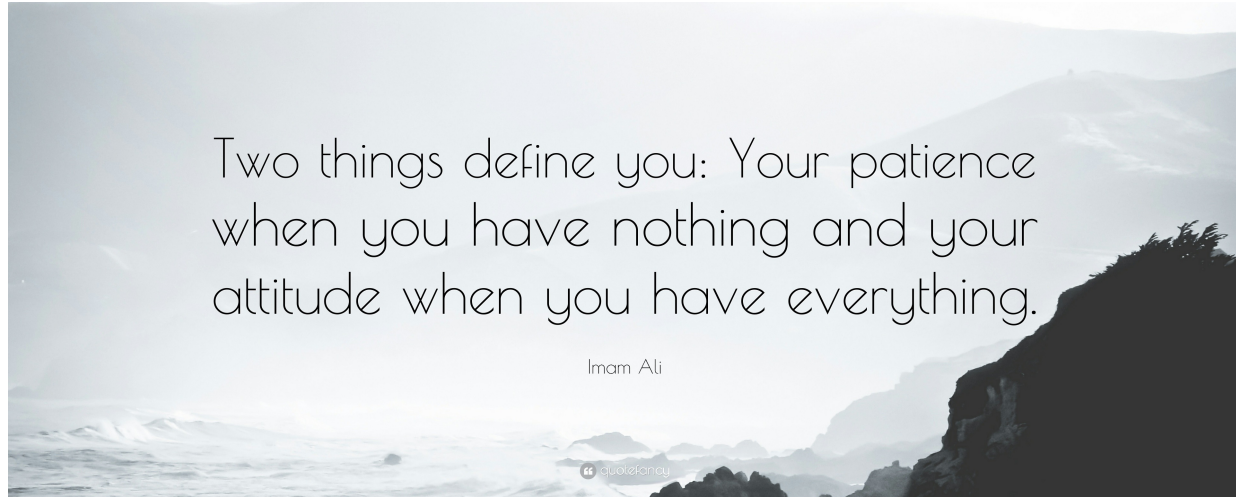 Two things define you: Your patience
when you have nothing and your
attitude when you have everything.
Imam Ali
quotefancy